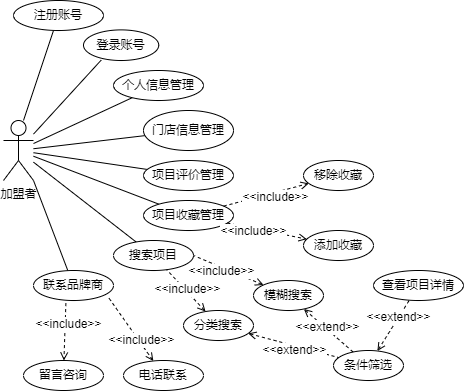 注册账号
登录账号
个人信息管理
门店信息管理
项目评价管理
移除收藏
加盟者
<<include>>
项目收藏管理
<<include>>
添加收藏
搜索项目
<<include>>
联系品牌商
<<include>>
模糊搜索
查看项目详情
<<include>>
分类搜索
<<extend>>
<<extend>>
<<include>>
<<extend>>
留言咨询
电话联系
条件筛选